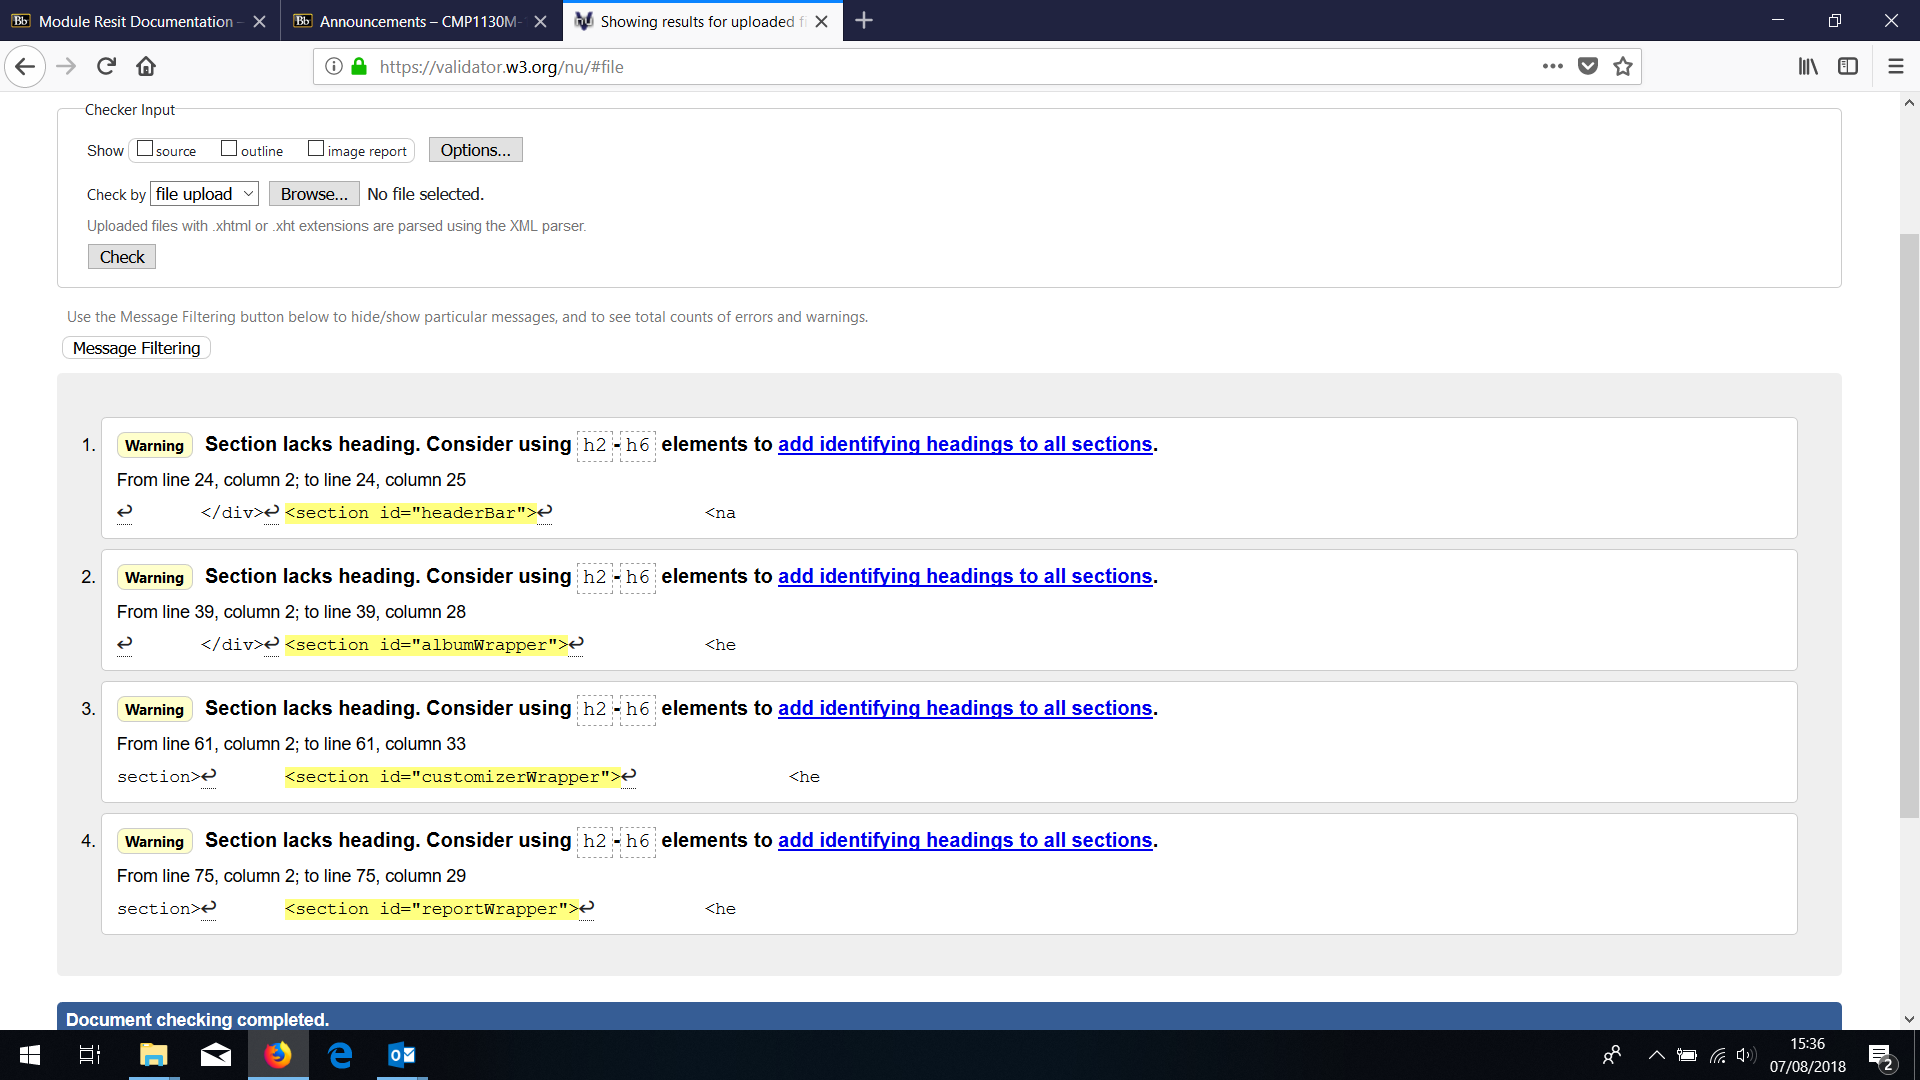 Module Resit Documentation –
Announcements – CMP1130M-
Showing results for uploaded fi
https://validator.w3.org/nu/#file
Checker Input
Show source outline image report Options...
Check by file upload Browse... No file selected.
Uploaded files with .xhtml or .xht extensions are parsed using the XML parser.
Check
Use the Message Filtering button below to hide/show particular messages, and to see total counts of errors and warnings.
Message Filtering
1. Warning Section lacks heading. Consider using h2-h6 elements to add identifying headings to all sections.
From line 24, column 2; to line 24, column 25
↩ </div>↩ <section id="headerBar">↩ <na
2. Warning Section lacks heading. Consider using h2-h6 elements to add identifying headings to all sections.
From line 39, column 2; to line 39, column 28
↩ </div>↩ <section id="albumWrapper">↩ <he
3. Warning Section lacks heading. Consider using h2-h6 elements to add identifying headings to all sections.
From line 61, column 2; to line 61, column 33
section>↩ <section id="customizerWrapper">↩ <he
4. Warning Section lacks heading. Consider using h2-h6 elements to add identifying headings to all sections.
From line 75, column 2; to line 75, column 29
section>↩ <section id="reportWrapper">↩ <he
Document checking completed.
15:36
07/08/2018
2